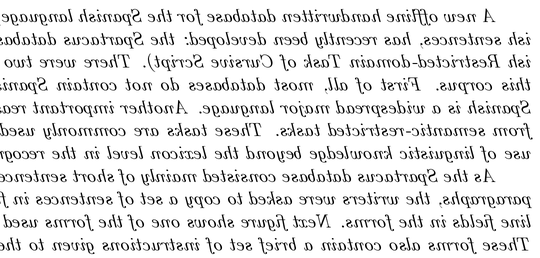 A new offline handwritten database for the Spanish language
ish sentences, has recently been developed: the Spartacus databas
ish Restricted-domain Task of Cursive Script). There were two
this corpus. First of all, most databases do not contain Spani
Spanish is a widespread major language. Another important reas
from semantic-restricted tasks. These tasks are commonly used
use of linguistic knowledge beyond the lexicon level in the recogn
As the Spartacus database consisted mainly of short sentence
paragraphs, the writers were asked to copy a set of sentences in f
line fields in the forms. Next figure shows one of the forms used
These forms also contain a brief set of instructions given to the